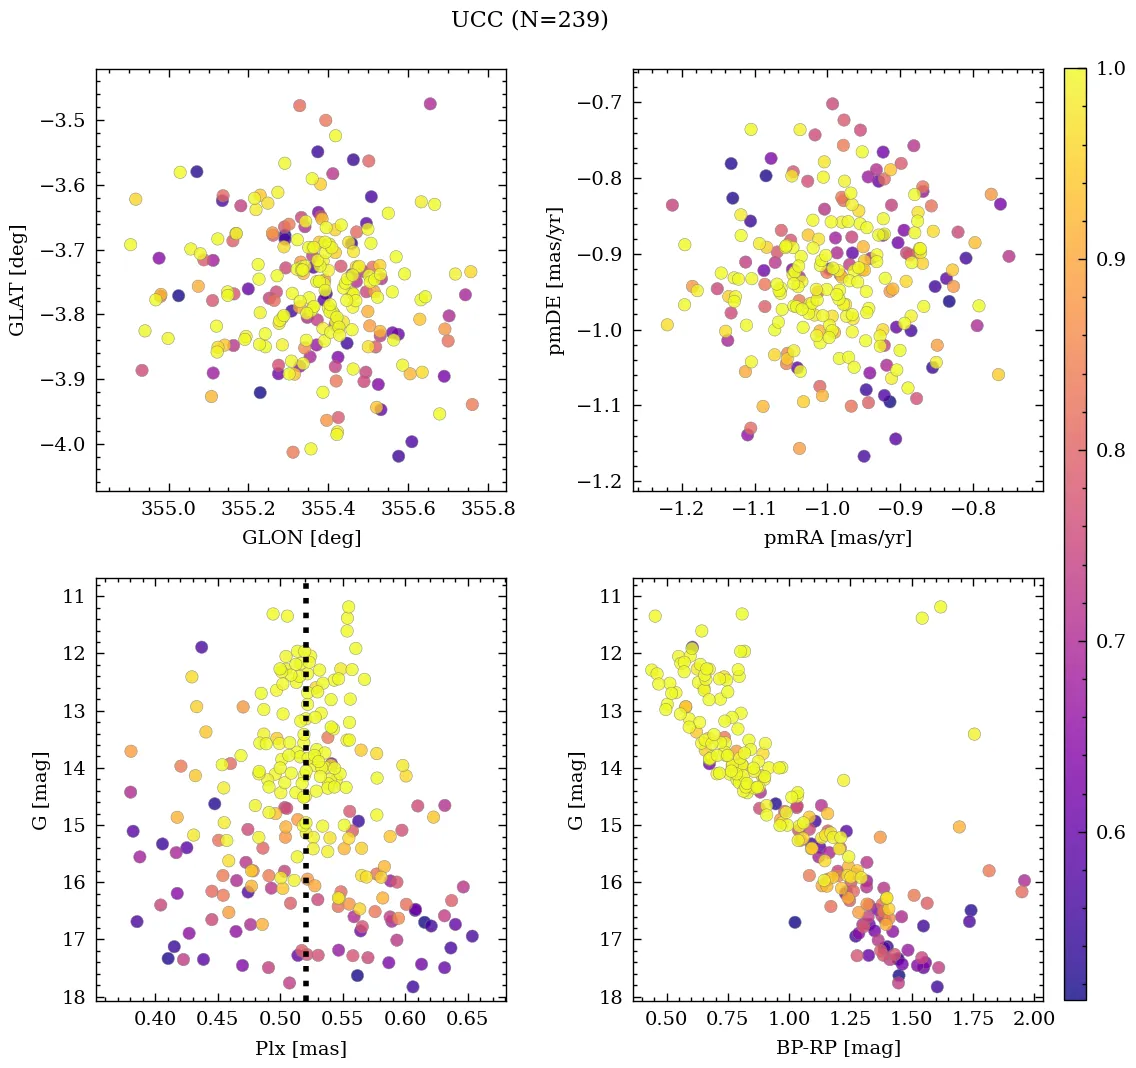 UCC (N=239)
−3.5
−3.6
−3.7
−3.8
−3.9
−4.0
GLAT [deg]
355.0 355.2 355.4 355.6 355.8
GLON [deg]
−0.7
−0.8
−0.9
−1.0
−1.1
−1.2
pmDE [mas/yr]
−1.2 −1.1 −1.0 −0.9 −0.8
pmRA [mas/yr]
11
12
13
14
15
16
17
18
G [mag]
0.40 0.45 0.50 0.55 0.60 0.65
Plx [mas]
11
12
13
14
15
16
17
18
G [mag]
0.50 0.75 1.00 1.25 1.50 1.75 2.00
BP-RP [mag]
1.0
0.9
0.8
0.7
0.6